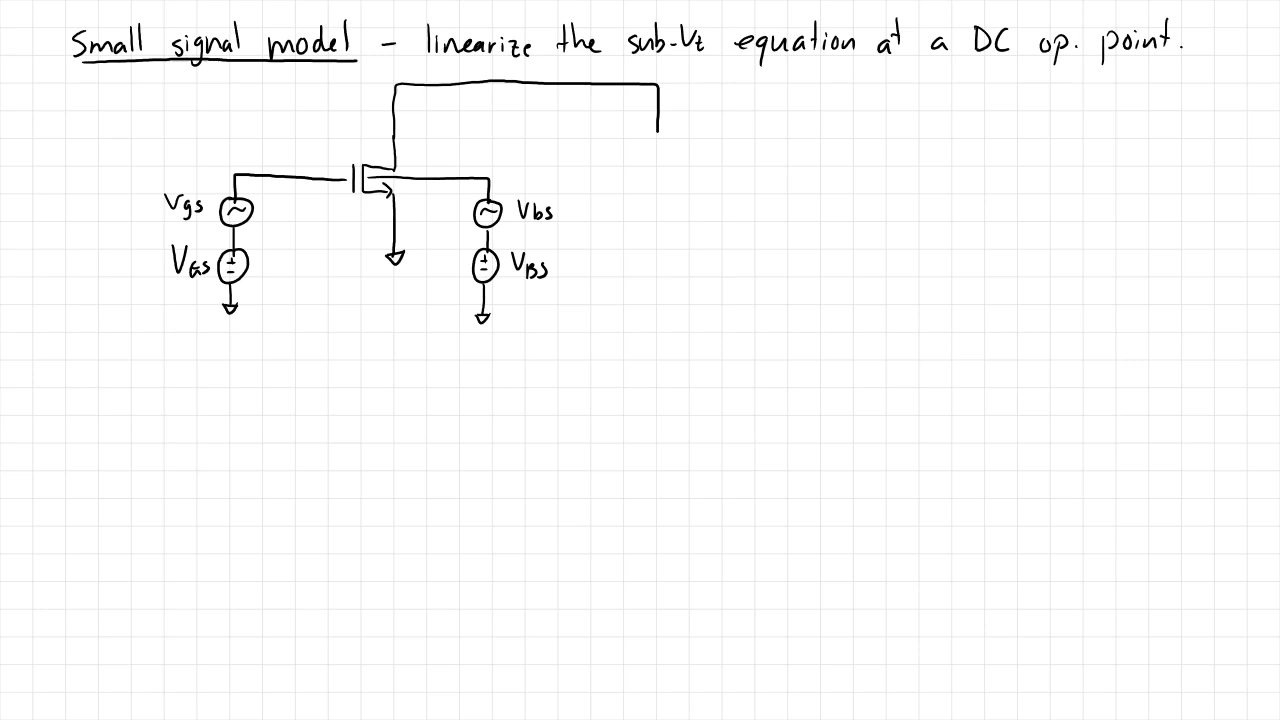 Small signal model - linearize the sub-Vt equation at a DC op. point.
Vgs
Vbs
VGS
VBS